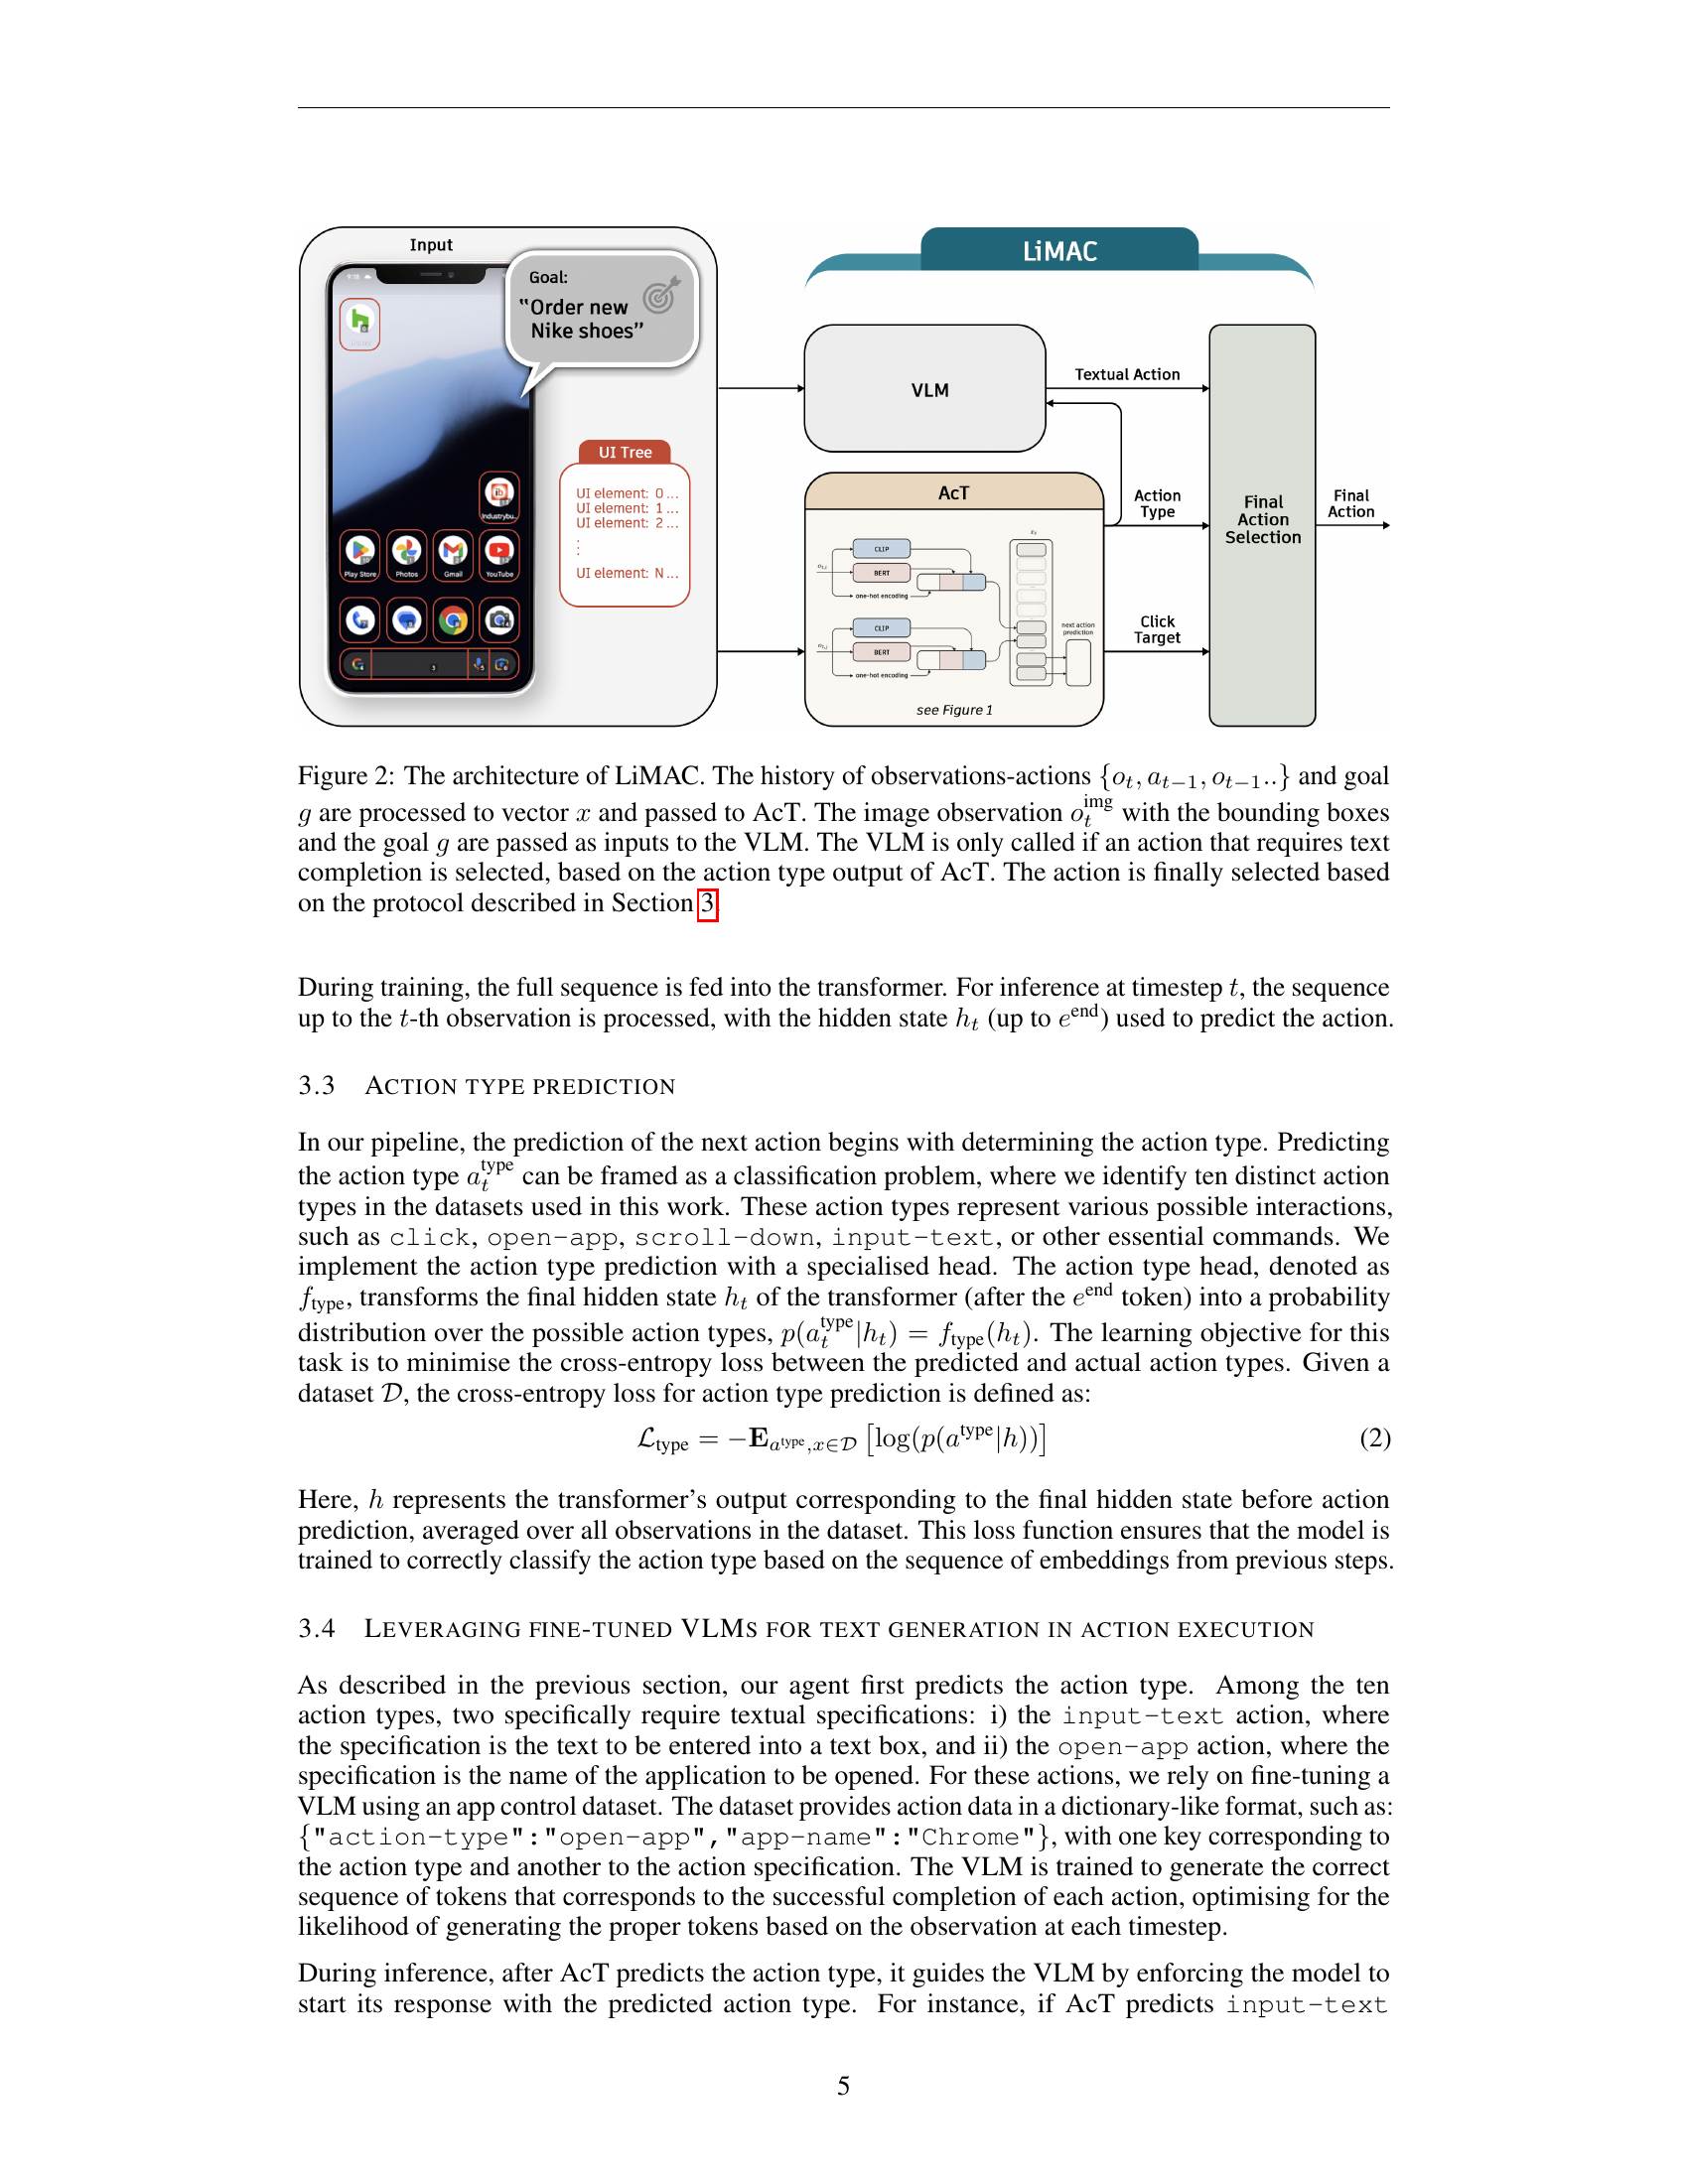 Input
Goal:
“Order new
Nike shoes”
Industrybu...
Play Store
Photos
Gmail
YouTube
UI Tree
UI element: 0 ...
UI element: 1 ...
UI element: 2 ...
.
.
.
UI element: N ...
LiMAC
VLM
Textual Action
AcT
CLIP
BERT
one-hot encoding
CLIP
BERT
one-hot encoding
next action
prediction
see Figure 1
Action
Type
Click
Target
Final
Action
Selection
Final
Action
Figure 2: The architecture of LiMAC. The history of observations-actions {o_t, a_{t−1}, o_{t−1}..} and goal
g are processed to vector x and passed to AcT. The image observation o_t^{img} with the bounding boxes
and the goal g are passed as inputs to the VLM. The VLM is only called if an action that requires text
completion is selected, based on the action type output of AcT. The action is finally selected based
on the protocol described in Section 3.
During training, the full sequence is fed into the transformer. For inference at timestep t, the sequence
up to the t-th observation is processed, with the hidden state h_t (up to e^{end}) used to predict the action.
3.3 ACTION TYPE PREDICTION
In our pipeline, the prediction of the next action begins with determining the action type. Predicting
the action type a_t^{type} can be framed as a classification problem, where we identify ten distinct action
types in the datasets used in this work. These action types represent various possible interactions,
such as click, open-app, scroll-down, input-text, or other essential commands. We
implement the action type prediction with a specialised head. The action type head, denoted as
f_{type}, transforms the final hidden state h_t of the transformer (after the e^{end} token) into a probability
distribution over the possible action types, p(a_t^{type}|h_t) = f_{type}(h_t). The learning objective for this
task is to minimise the cross-entropy loss between the predicted and actual action types. Given a
dataset 𝒟, the cross-entropy loss for action type prediction is defined as:
ℒ_{type} = −𝐄_{a^{type},x∈𝒟} [log(p(a^{type}|h))] (2)
Here, h represents the transformer’s output corresponding to the final hidden state before action
prediction, averaged over all observations in the dataset. This loss function ensures that the model is
trained to correctly classify the action type based on the sequence of embeddings from previous steps.
3.4 LEVERAGING FINE-TUNED VLMS FOR TEXT GENERATION IN ACTION EXECUTION
As described in the previous section, our agent first predicts the action type. Among the ten
action types, two specifically require textual specifications: i) the input-text action, where
the specification is the text to be entered into a text box, and ii) the open-app action, where the
specification is the name of the application to be opened. For these actions, we rely on fine-tuning a
VLM using an app control dataset. The dataset provides action data in a dictionary-like format, such as:
{"action-type":"open-app","app-name":"Chrome"}, with one key corresponding to
the action type and another to the action specification. The VLM is trained to generate the correct
sequence of tokens that corresponds to the successful completion of each action, optimising for the
likelihood of generating the proper tokens based on the observation at each timestep.
During inference, after AcT predicts the action type, it guides the VLM by enforcing the model to
start its response with the predicted action type. For instance, if AcT predicts input-text
5